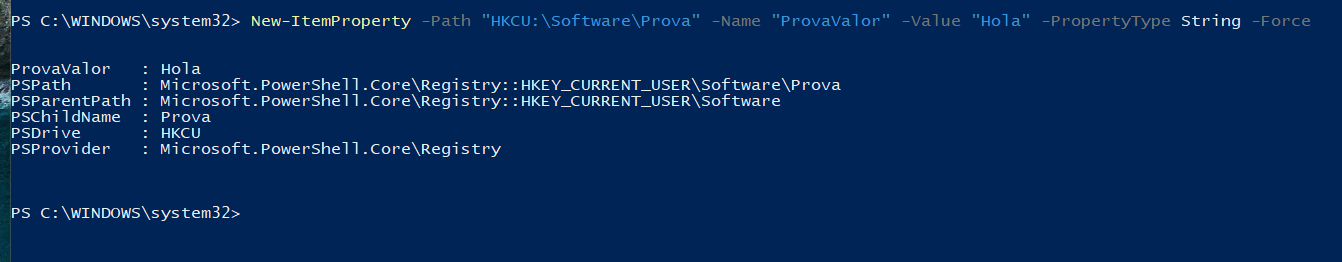 PS C:\WINDOWS\system32> New-ItemProperty -Path "HKCU:\Software\Prova" -Name "ProvaValor" -Value "Hola" -PropertyType String -Force
ProvaValor   : Hola
PSPath       : Microsoft.PowerShell.Core\Registry::HKEY_CURRENT_USER\Software\Prova
PSParentPath : Microsoft.PowerShell.Core\Registry::HKEY_CURRENT_USER\Software
PSChildName  : Prova
PSDrive      : HKCU
PSProvider   : Microsoft.PowerShell.Core\Registry
PS C:\WINDOWS\system32>